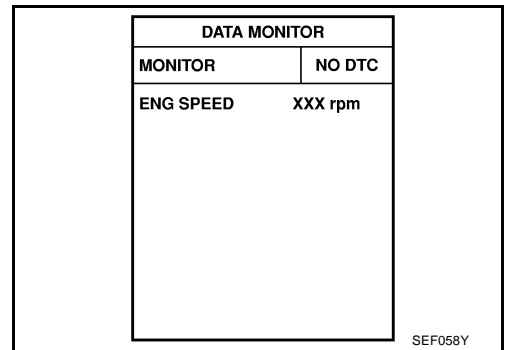 DATA MONITOR
MONITOR NO DTC
ENG SPEED XXX rpm
SEF058Y